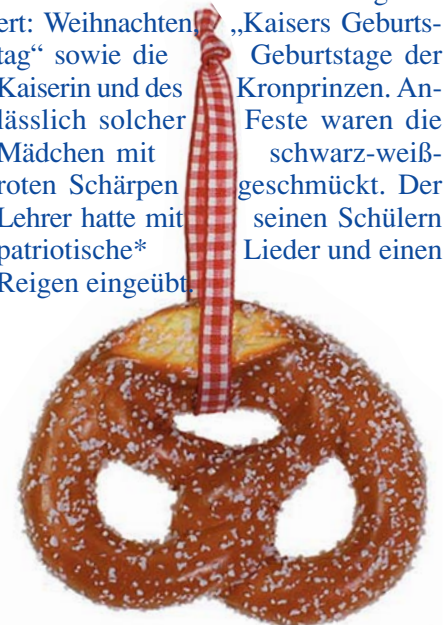 ert: Weihnachten, „Kaisers Geburts-
tag“ sowie die Geburtstage der
Kaiserin und des Kronprinzen. An-
lässlich solcher Feste waren die
Mädchen mit schwarz-weiß-
roten Schärpen geschmückt. Der
Lehrer hatte mit seinen Schülern
patriotische* Lieder und einen
Reigen eingeübt.